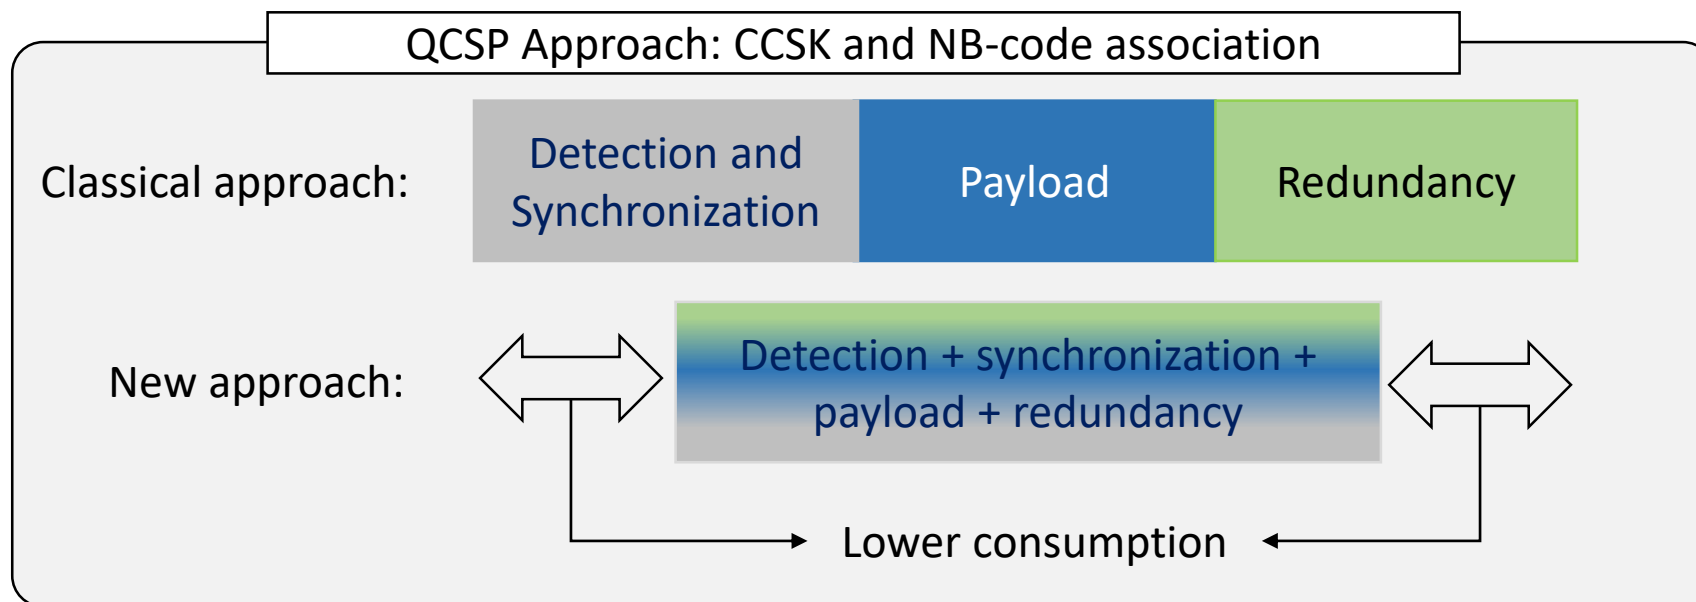 QCSP Approach: CCSK and NB-code association
Classical approach:
Detection and
Synchronization
Payload
Redundancy
New approach:
Detection + synchronization +
payload + redundancy
Lower consumption